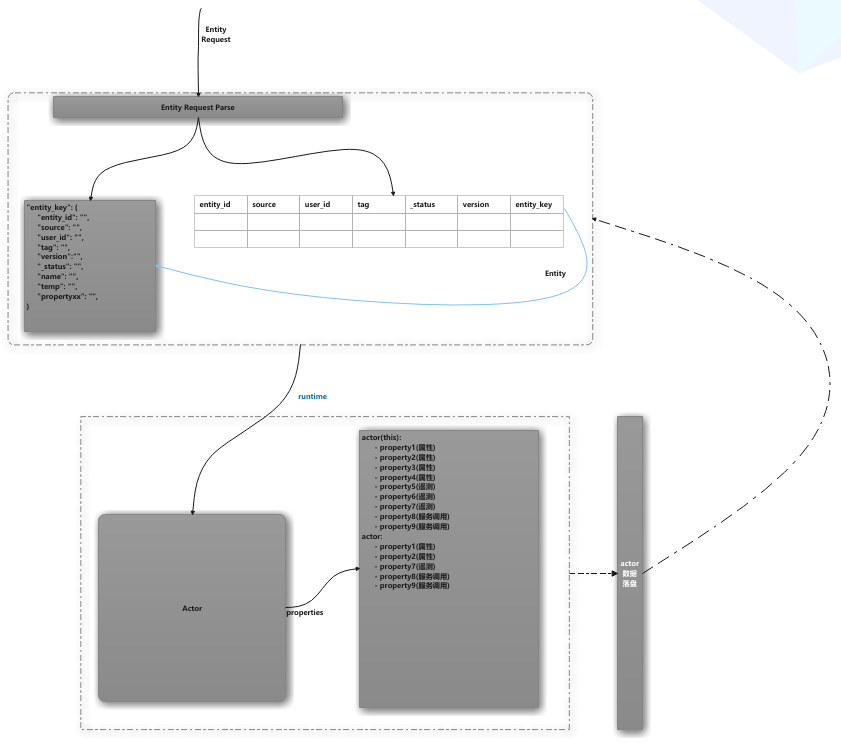 Entity
Request
Entity Request Parse
entity_id source user_id tag _status version entity_key
"entity_key": {
"entity_id": "",
"source": "",
"user_id": "",
"tag": "",
"version":"",
"_status": "",
"name": "",
"temp": "",
"propertyxx": "",
}
Entity
runtime
actor(this):
- property1(属性)
- property2(属性)
- property3(属性)
- property4(属性)
- property5(遥测)
- property6(遥测)
- property7(遥测)
- property8(服务调用)
- property9(服务调用)
actor:
- property1(属性)
- property2(属性)
- property7(遥测)
- property8(服务调用)
- property9(服务调用)
Actor
properties
actor
数据
落盘